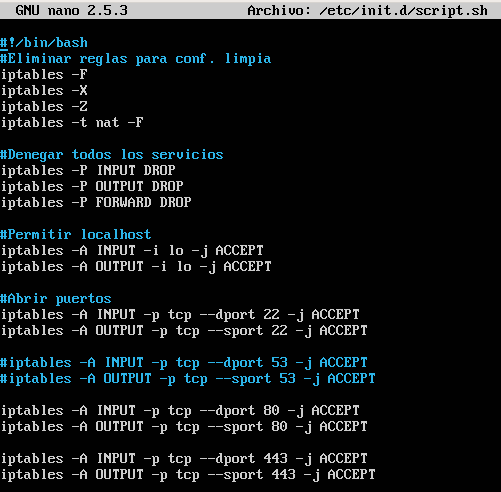 GNU nano 2.5.3 Archivo: /etc/init.d/script.sh
#!/bin/bash
#Eliminar reglas para conf. limpia
iptables -F
iptables -X
iptables -Z
iptables -t nat -F
#Denegar todos los servicios
iptables -P INPUT DROP
iptables -P OUTPUT DROP
iptables -P FORWARD DROP
#Permitir localhost
iptables -A INPUT -i lo -j ACCEPT
iptables -A OUTPUT -i lo -j ACCEPT
#Abrir puertos
iptables -A INPUT -p tcp --dport 22 -j ACCEPT
iptables -A OUTPUT -p tcp --sport 22 -j ACCEPT
#iptables -A INPUT -p tcp --dport 53 -j ACCEPT
#iptables -A OUTPUT -p tcp --sport 53 -j ACCEPT
iptables -A INPUT -p tcp --dport 80 -j ACCEPT
iptables -A OUTPUT -p tcp --sport 80 -j ACCEPT
iptables -A INPUT -p tcp --dport 443 -j ACCEPT
iptables -A OUTPUT -p tcp --sport 443 -j ACCEPT